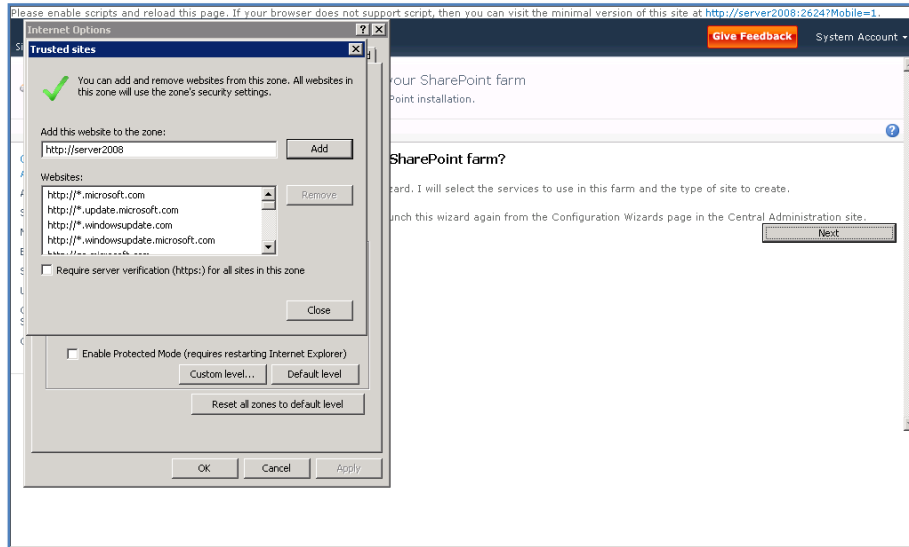 Please enable scripts and reload this page. If your browser does not support script, then you can visit the minimal version of this site at http://server2008:2624?Mobile=1.
Internet Options
Give Feedback
System Account
Trusted sites
You can add and remove websites from this zone. All websites in
this zone will use the zone's security settings.
your SharePoint farm
Point installation.
Add this website to the zone:
http://server2008
Add
SharePoint farm?
Websites:
http://*.microsoft.com
http://*.update.microsoft.com
http://*.windowsupdate.com
http://*.windowsupdate.microsoft.com
Remove
zard. I will select the services to use in this farm and the type of site to create.
unch this wizard again from the Configuration Wizards page in the Central Administration site.
Next
Require server verification (https:) for all sites in this zone
Close
Enable Protected Mode (requires restarting Internet Explorer)
Custom level...
Default level
Reset all zones to default level
OK
Cancel
Apply